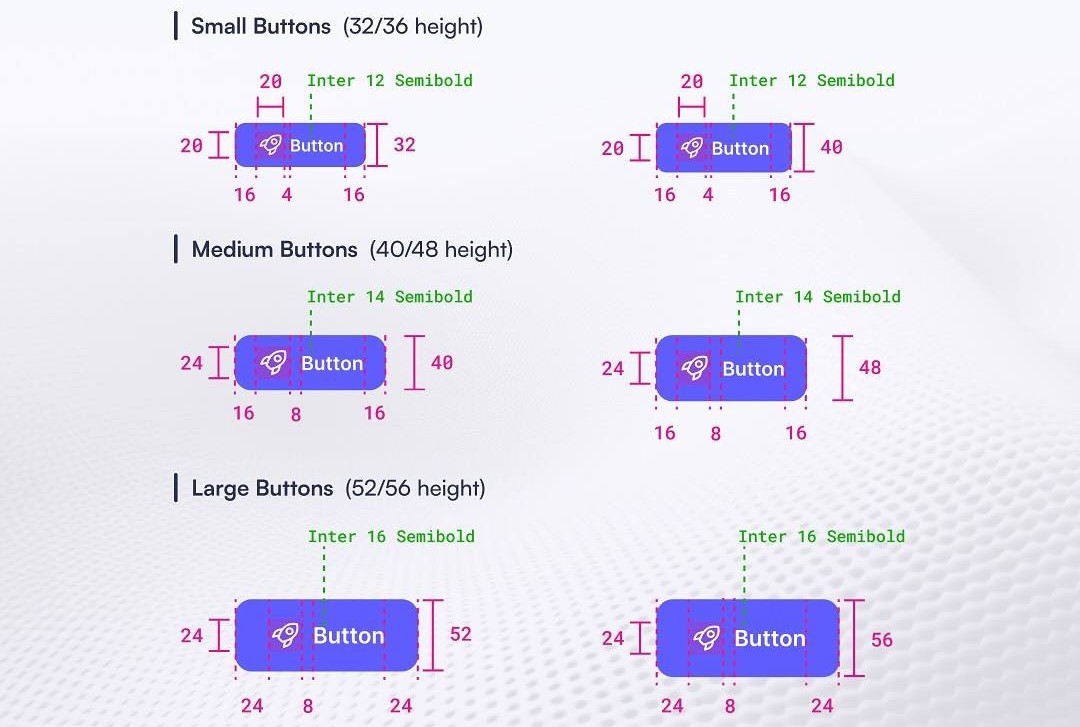 Small Buttons (32/36 height)
20 Inter 12 Semibold 20 Inter 12 Semibold
20 Button 32 20 Button 40
16 4 16 16 4 16
Medium Buttons (40/48 height)
Inter 14 Semibold Inter 14 Semibold
24 Button 40 24 Button 48
16 8 16 16 8 16
Large Buttons (52/56 height)
Inter 16 Semibold Inter 16 Semibold
24 Button 52 24 Button 56
24 8 24 24 8 24